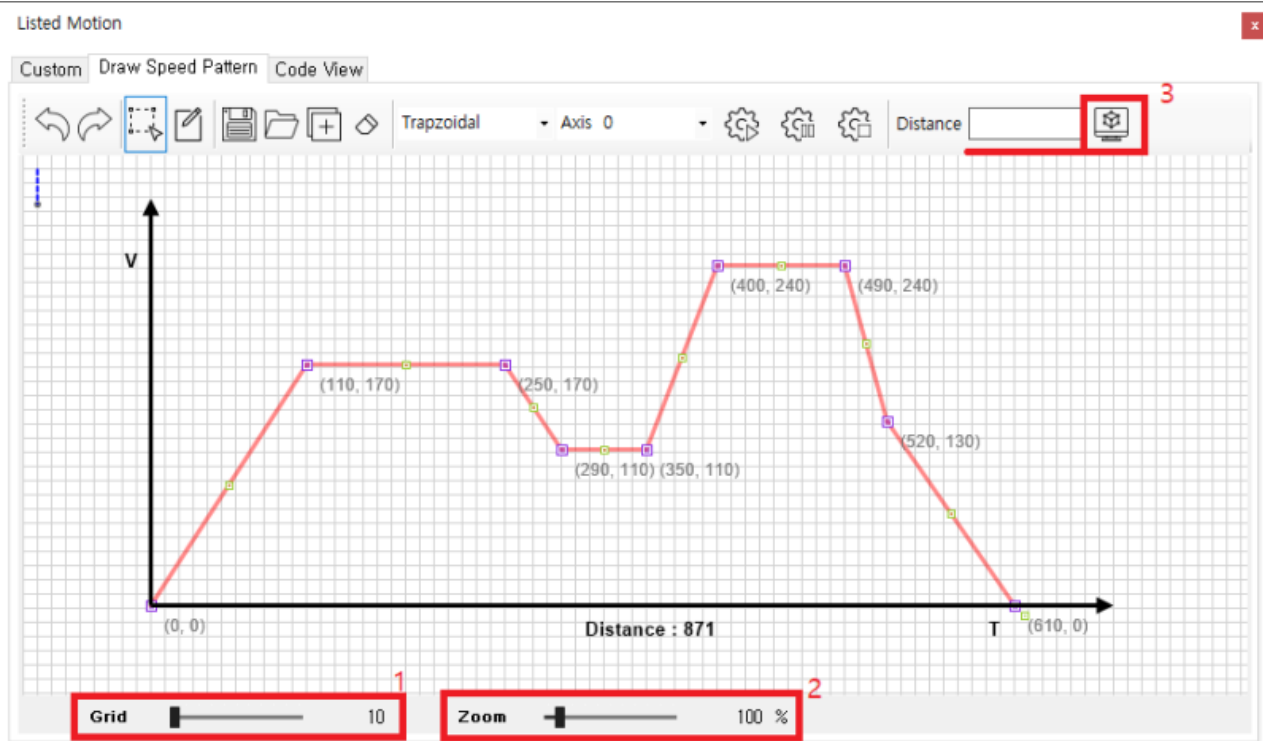 Listed Motion
x
Custom Draw Speed Pattern Code View
3
Trapzoidal Axis 0 Distance
V
(400, 240) (490, 240)
(110, 170) (250, 170)
(520, 130)
(290, 110) (350, 110)
(0, 0) Distance : 871 T (610, 0)
1 2
Grid 10 Zoom 100 %